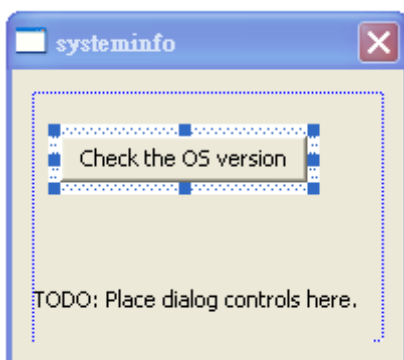 systeminfo
Check the OS version
TODO: Place dialog controls here.